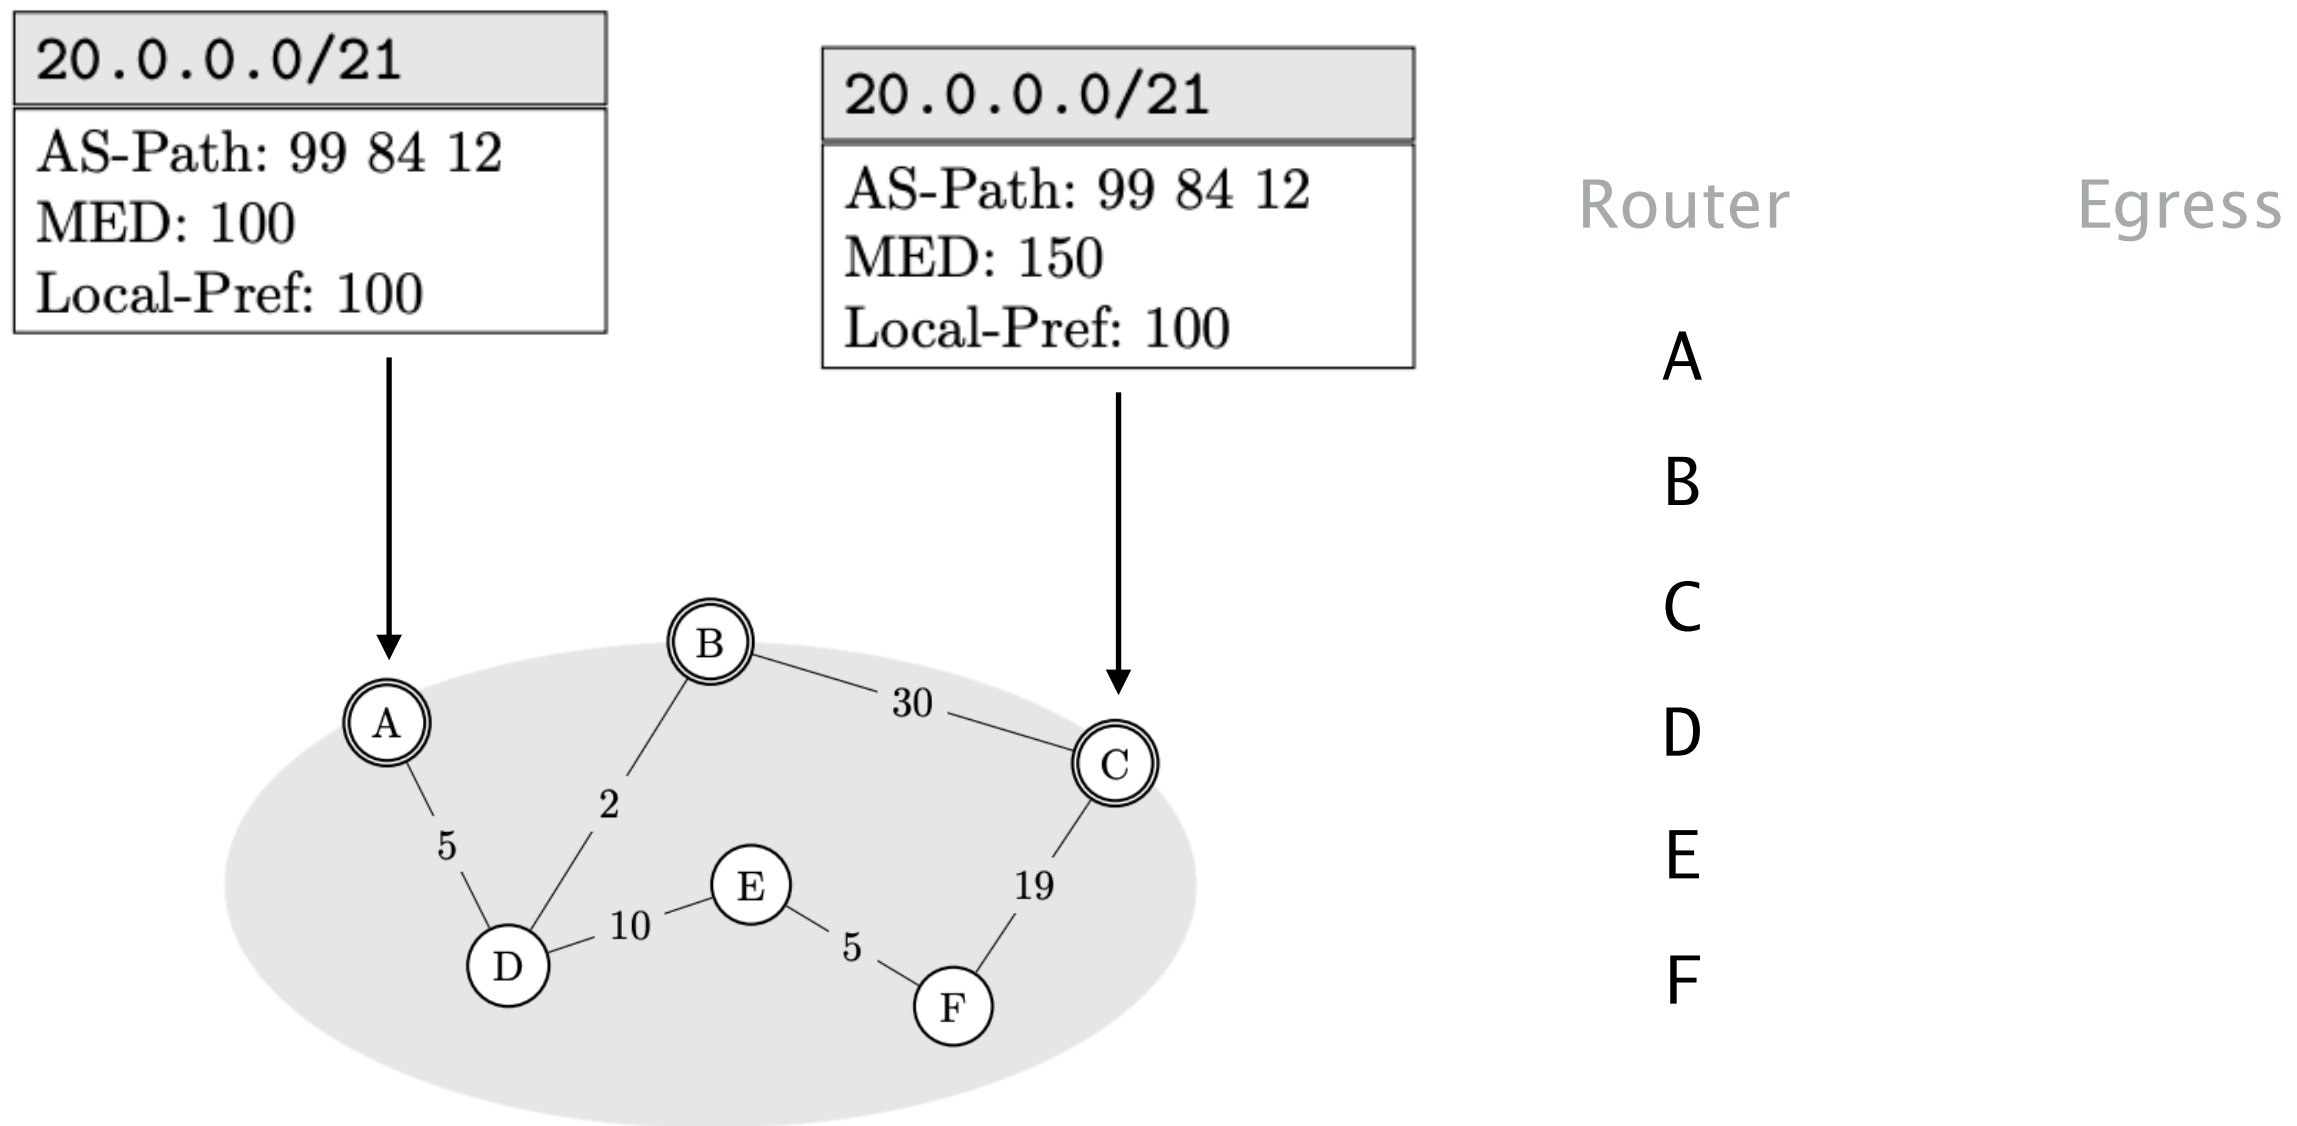 20.0.0.0/21
AS-Path: 99 84 12
MED: 100
Local-Pref: 100
20.0.0.0/21
AS-Path: 99 84 12
MED: 150
Local-Pref: 100
B
30
A
C
2
5
E
19
10
5
D
F
Router Egress
A
B
C
D
E
F